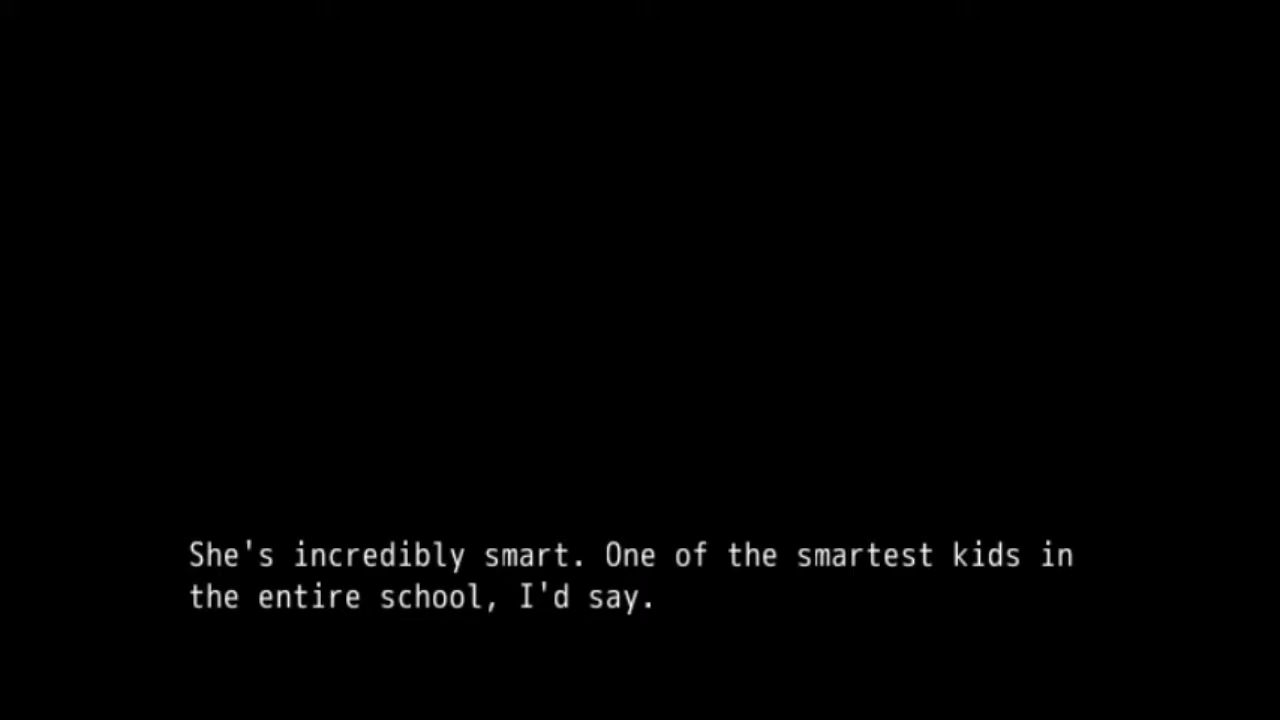 She's incredibly smart. One of the smartest kids in
the entire school, I'd say.